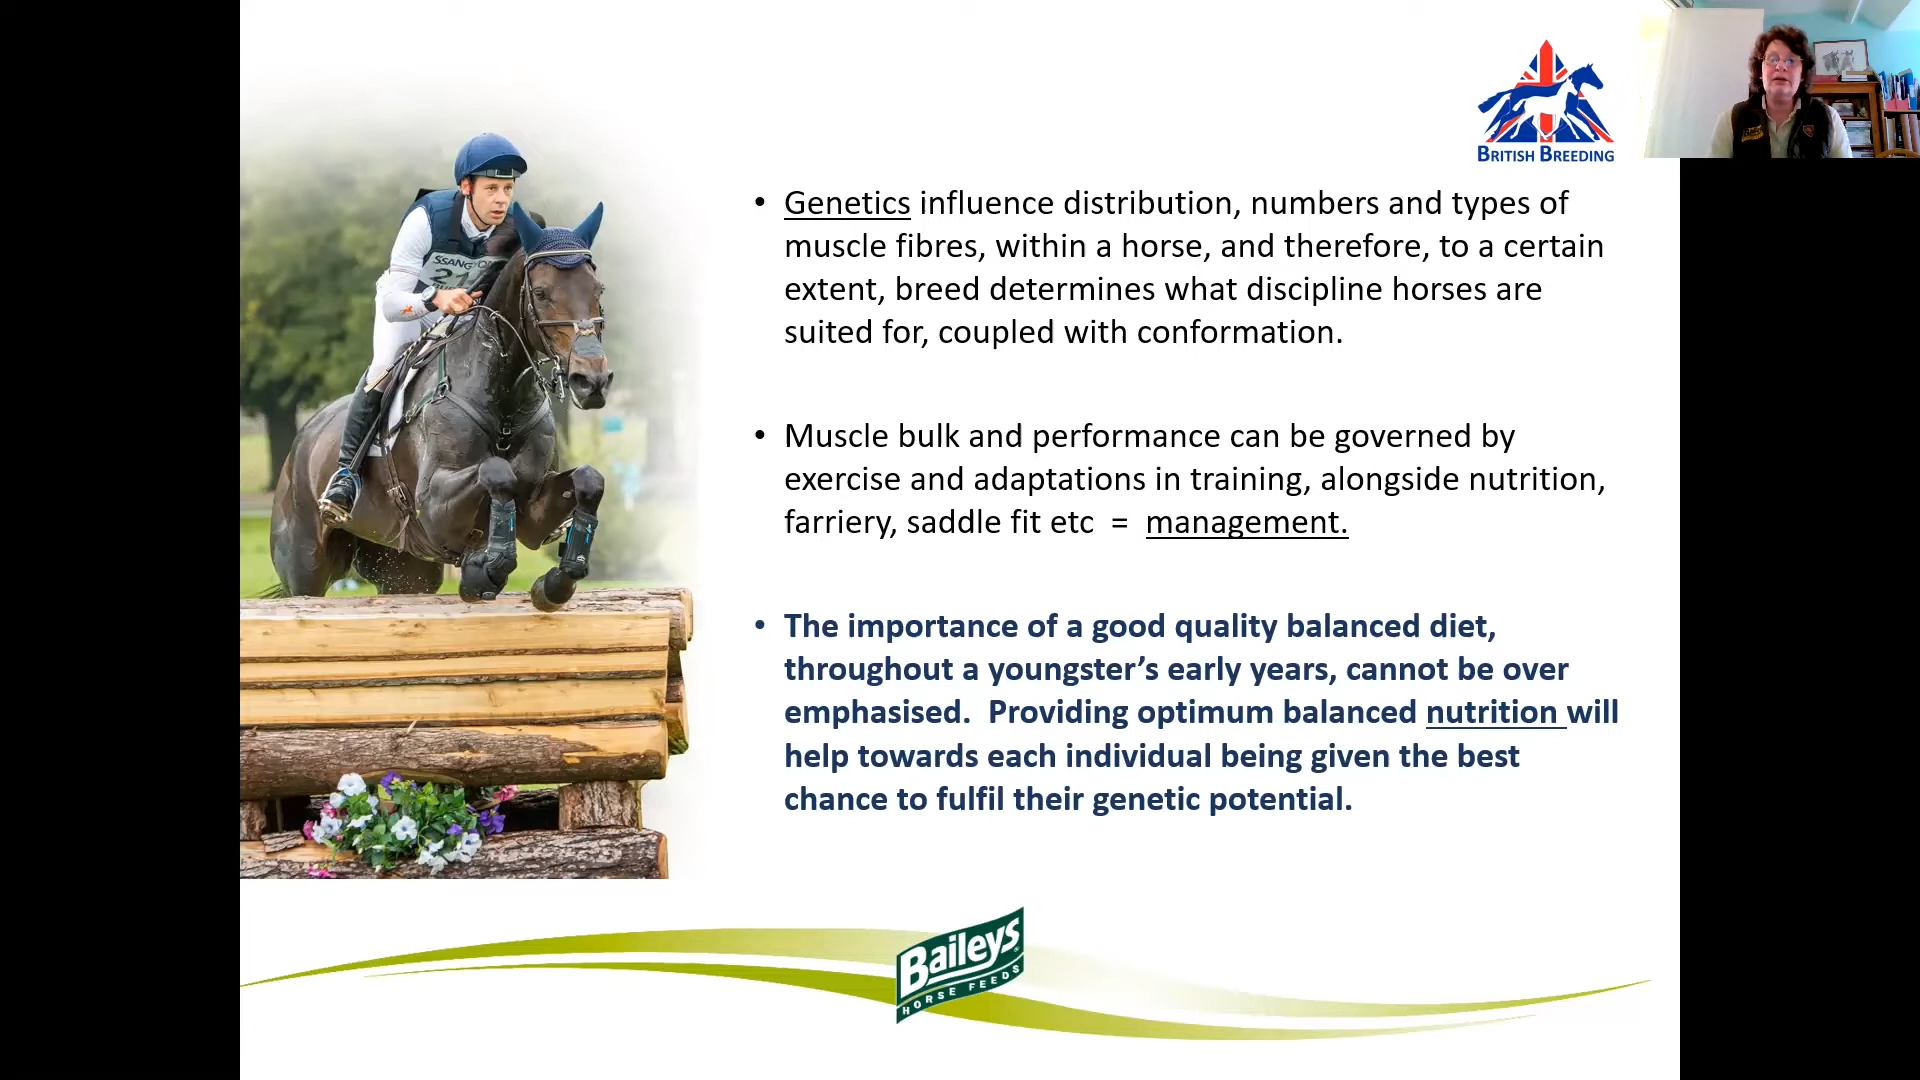 BRITISH BREEDING
• Genetics influence distribution, numbers and types of
muscle fibres, within a horse, and therefore, to a certain
extent, breed determines what discipline horses are
suited for, coupled with conformation.
• Muscle bulk and performance can be governed by
exercise and adaptations in training, alongside nutrition,
farriery, saddle fit etc = management.
• The importance of a good quality balanced diet,
throughout a youngster’s early years, cannot be over
emphasised. Providing optimum balanced nutrition will
help towards each individual being given the best
chance to fulfil their genetic potential.
Baileys
HORSE FEEDS